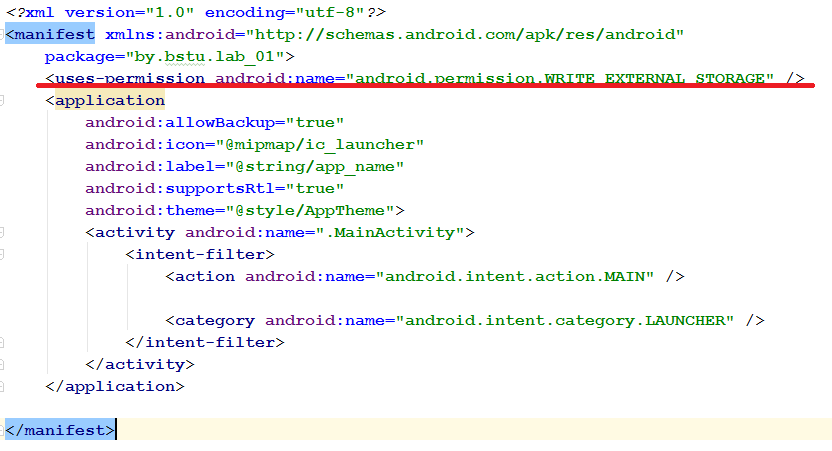 <?xml version="1.0" encoding="utf-8"?>
<manifest xmlns:android="http://schemas.android.com/apk/res/android"
    package="by.bstu.lab_01">
    <uses-permission android:name="android.permission.WRITE_EXTERNAL_STORAGE" />
    <application
        android:allowBackup="true"
        android:icon="@mipmap/ic_launcher"
        android:label="@string/app_name"
        android:supportsRtl="true"
        android:theme="@style/AppTheme">
        <activity android:name=".MainActivity">
            <intent-filter>
                <action android:name="android.intent.action.MAIN" />
                <category android:name="android.intent.category.LAUNCHER" />
            </intent-filter>
        </activity>
    </application>
</manifest>